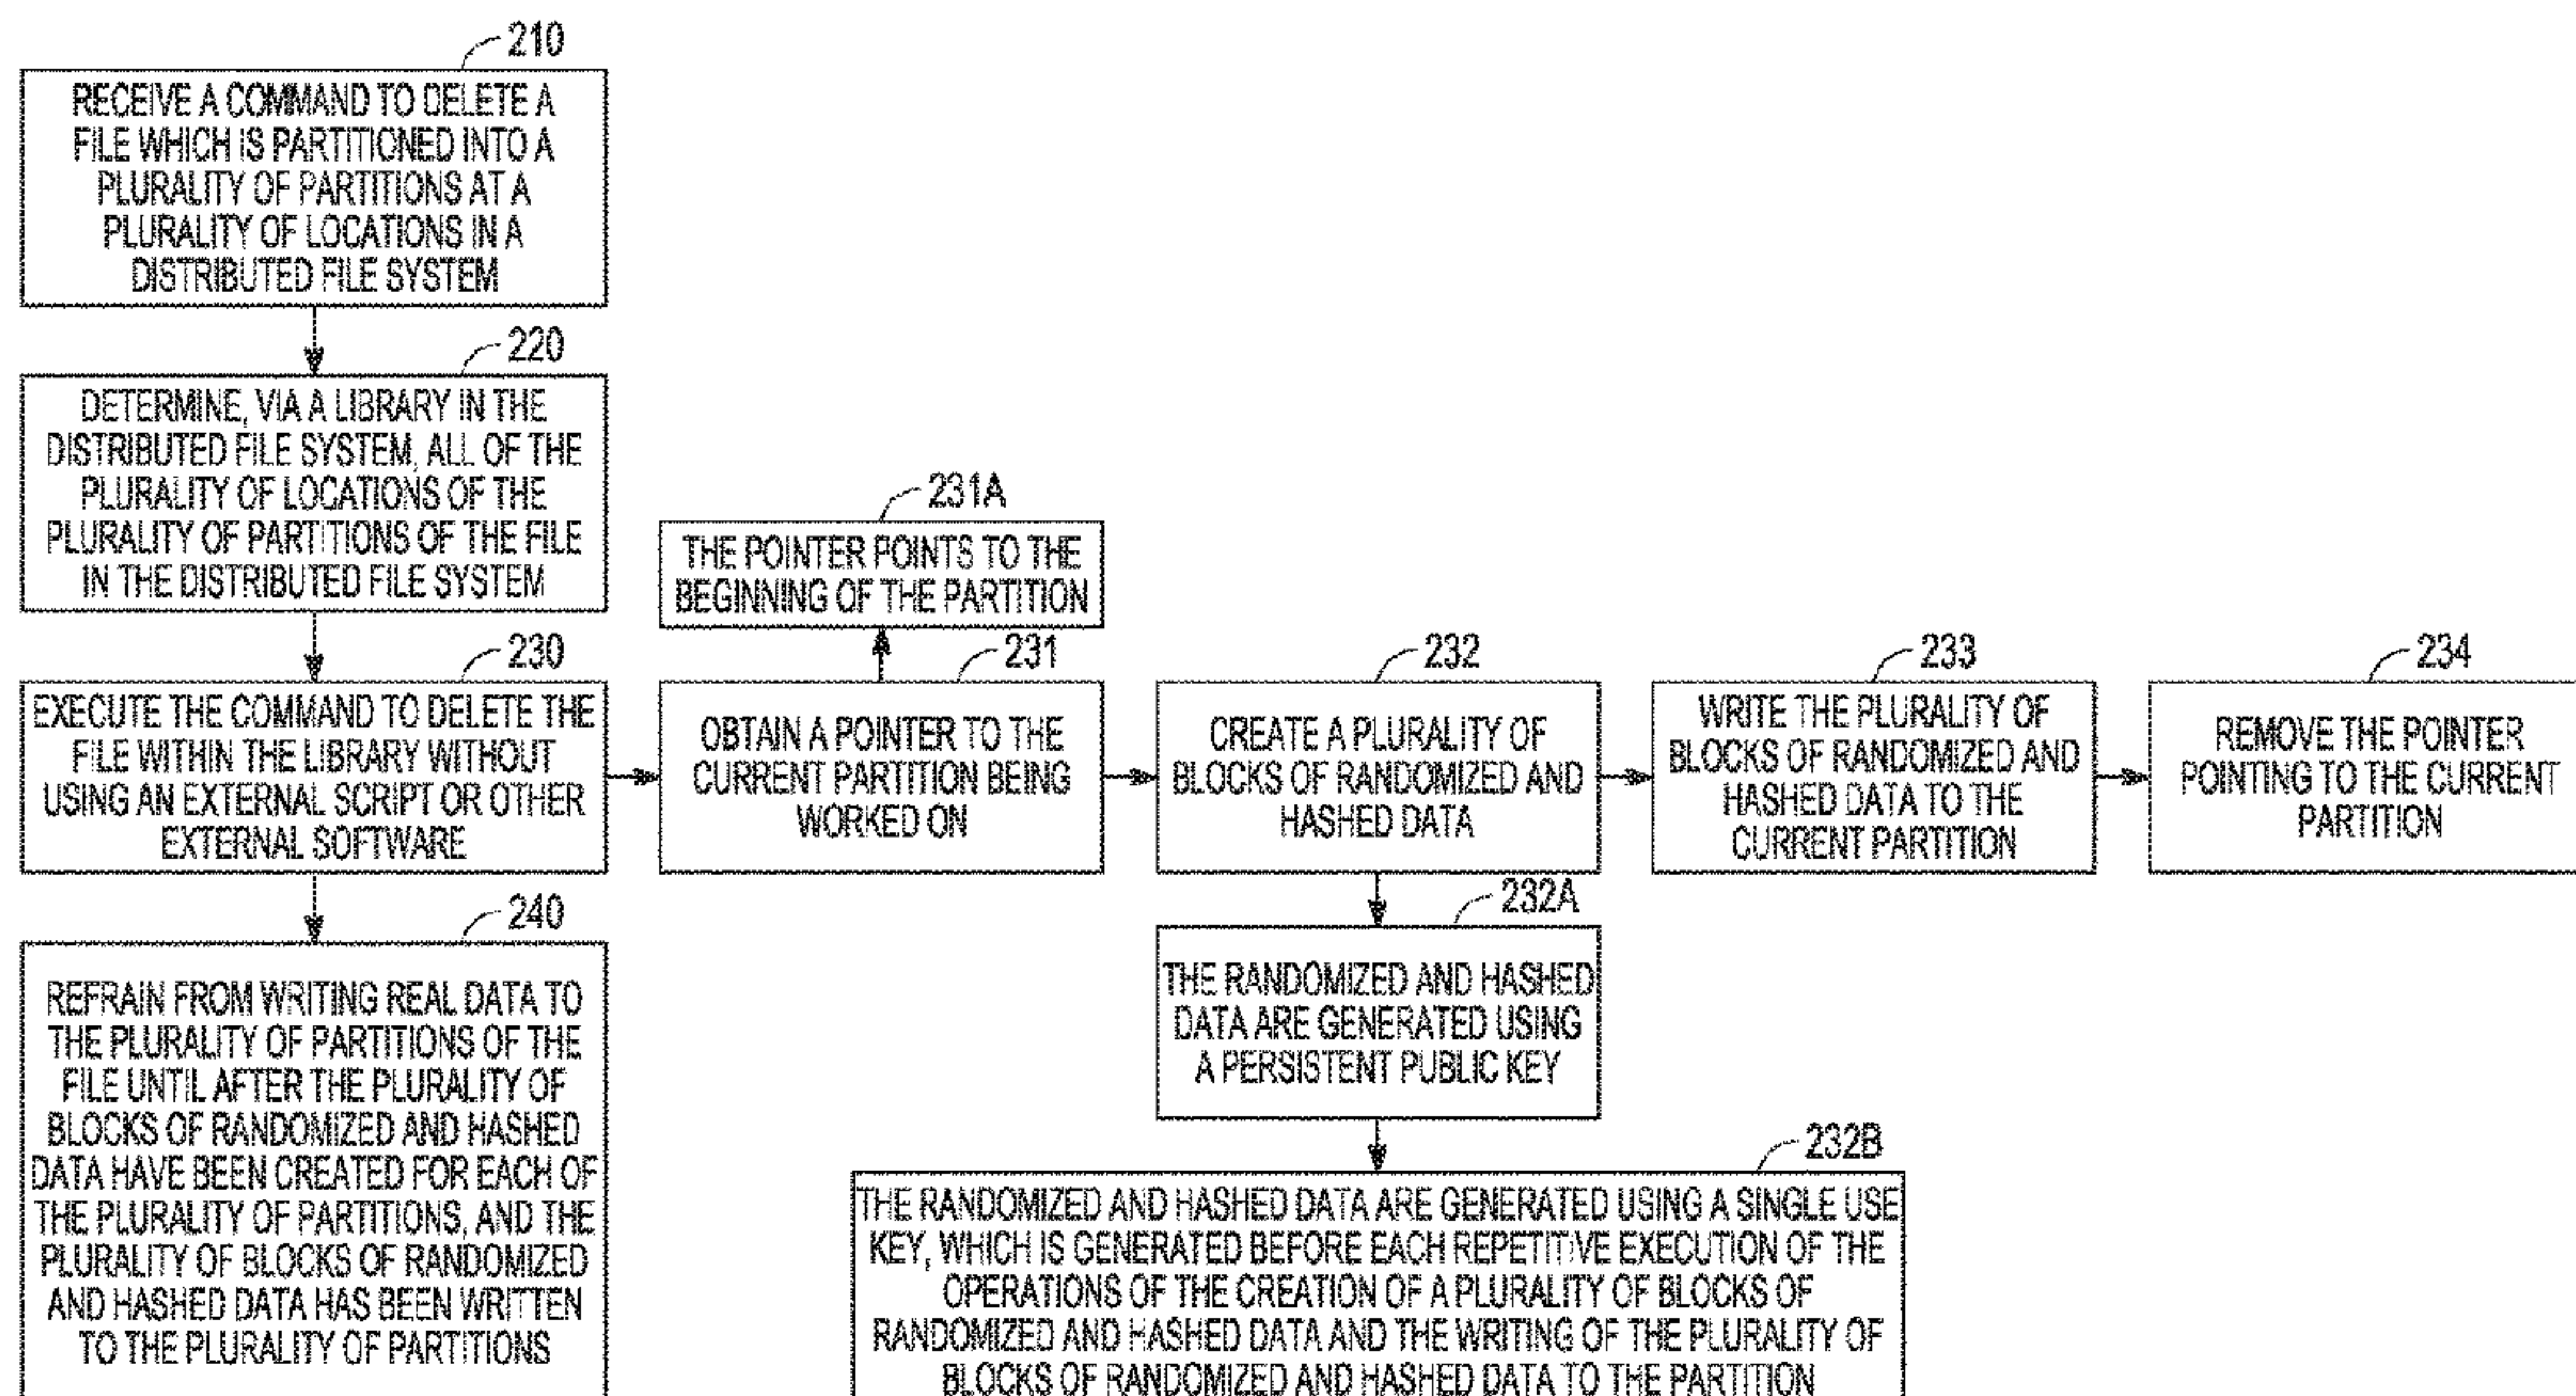 210
RECEIVE A COMMAND TO DELETE A
FILE WHICH IS PARTITIONED INTO A
PLURALITY OF PARTITIONS AT A
PLURALITY OF LOCATIONS IN A
DISTRIBUTED FILE SYSTEM
220
DETERMINE, VIA A LIBRARY IN THE
DISTRIBUTED FILE SYSTEM, ALL OF THE
PLURALITY OF LOCATIONS OF THE
PLURALITY OF PARTITIONS OF THE FILE
IN THE DISTRIBUTED FILE SYSTEM
230
EXECUTE THE COMMAND TO DELETE THE
FILE WITHIN THE LIBRARY WITHOUT
USING AN EXTERNAL SCRIPT OR OTHER
EXTERNAL SOFTWARE
231A
THE POINTER POINTS TO THE
BEGINNING OF THE PARTITION
231
OBTAIN A POINTER TO THE
CURRENT PARTITION BEING
WORKED ON
232
CREATE A PLURALITY OF
BLOCKS OF RANDOMIZED AND
HASHED DATA
233
WRITE THE PLURALITY OF
BLOCKS OF RANDOMIZED AND
HASHED DATA TO THE
CURRENT PARTITION
234
REMOVE THE POINTER
POINTING TO THE CURRENT
PARTITION
232A
THE RANDOMIZED AND HASHED
DATA ARE GENERATED USING
A PERSISTENT PUBLIC KEY
232B
THE RANDOMIZED AND HASHED DATA ARE GENERATED USING A SINGLE USE
KEY, WHICH IS GENERATED BEFORE EACH REPETITIVE EXECUTION OF THE
OPERATIONS OF THE CREATION OF A PLURALITY OF BLOCKS OF
RANDOMIZED AND HASHED DATA AND THE WRITING OF THE PLURALITY OF
BLOCKS OF RANDOMIZED AND HASHED DATA TO THE PARTITION
240
REFRAIN FROM WRITING REAL DATA TO
THE PLURALITY OF PARTITIONS OF THE
FILE UNTIL AFTER THE PLURALITY OF
BLOCKS OF RANDOMIZED AND HASHED
DATA HAVE BEEN CREATED FOR EACH OF
THE PLURALITY OF PARTITIONS, AND THE
PLURALITY OF BLOCKS OF RANDOMIZED
AND HASHED DATA HAS BEEN WRITTEN
TO THE PLURALITY OF PARTITIONS